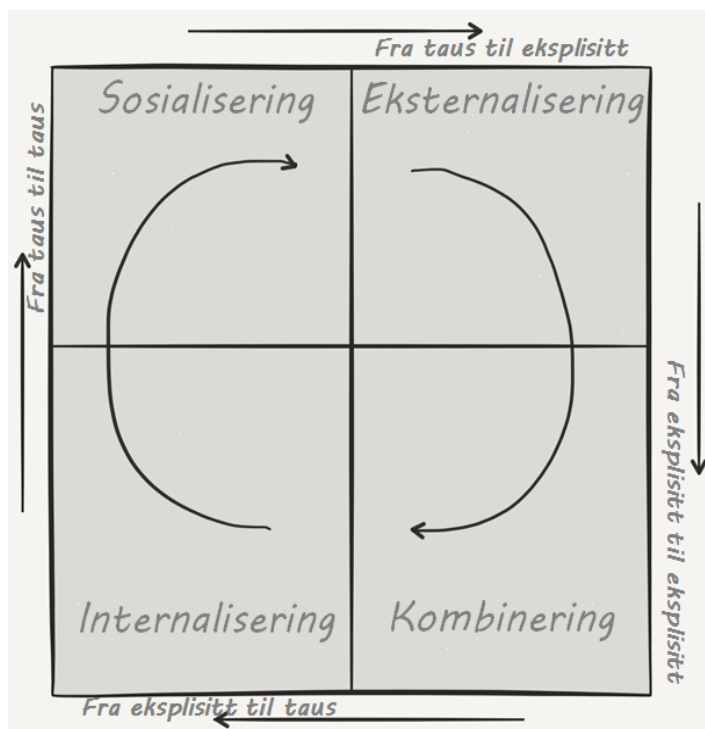 Fra taus til eksplisitt
Sosialisering
Eksternalisering
Fra taus til taus
Fra eksplisitt til eksplisitt
Internalisering
Kombinering
Fra eksplisitt til taus